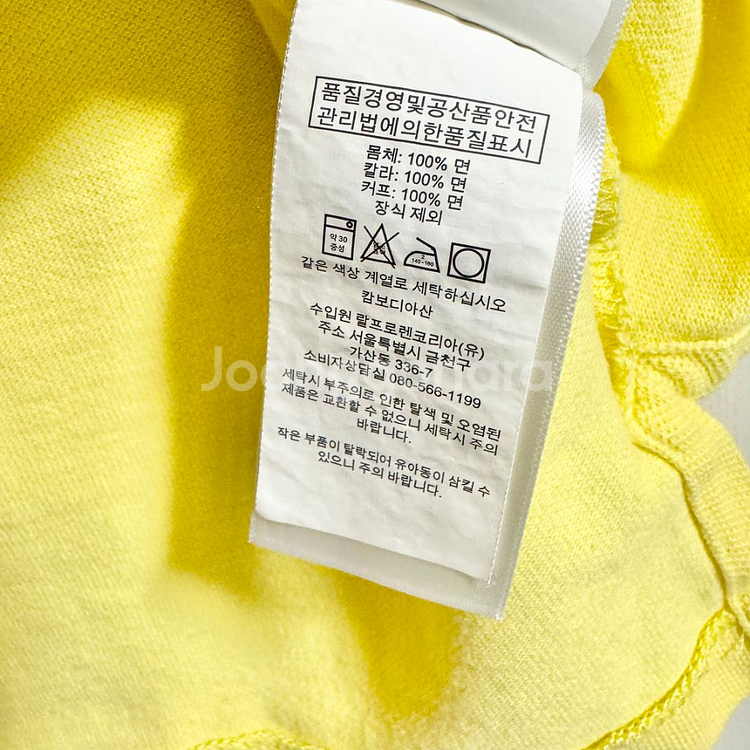 품질경영및공산품안전
관리법에의한품질표시
몸체: 100% 면
칼라: 100% 면
커프: 100% 면
장식 제외
약 30
중성
2
140~160
같은 색상 계열로 세탁하십시오
캄보디아산
수입원 랄프로렌코리아(유)
주소 서울특별시 금천구
가산동 336-7
소비자상담실 080-566-1199
세탁시 부주의로 인한 탈색 및 오염된
제품은 교환할 수 없으니 세탁시 주의
바랍니다.
작은 부품이 탈락되어 유아동이 삼킬 수
있으니 주의 바랍니다.